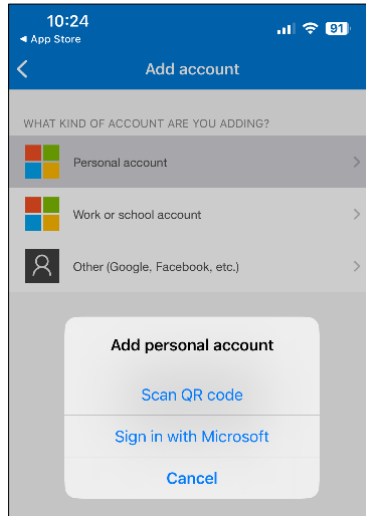 10:24
91
◀ App Store
Add account
WHAT KIND OF ACCOUNT ARE YOU ADDING?
Personal account
Work or school account
Other (Google, Facebook, etc.)
Add personal account
Scan QR code
Sign in with Microsoft
Cancel